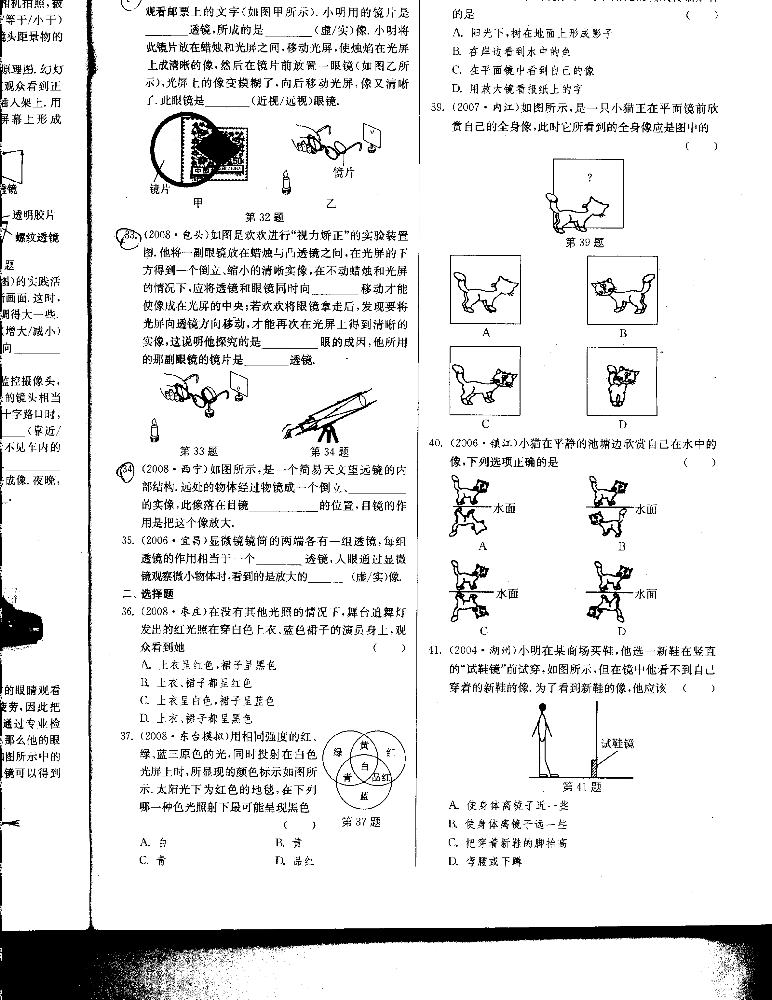 相机拍照,被
/等于/小于)
镜头距景物的
原理图.幻灯
观众看到正
插入架上.用
屏幕上形成
透镜
透明胶片
螺纹透镜
题
图)的实践活
画面.这时,
调得大一些.
(增大/减小)
向________
监控摄像头,
的镜头相当
十字路口时,
____(靠近/
不见车内的
________
成像.夜晚,
.
的眼睛观看
疲劳,因此把
通过专业检
那么他的眼
图所示中的
镜可以得到
观看邮票上的文字(如图甲所示).小明用的镜片是
________透镜,所成的是________(虚/实)像.小明将
此镜片放在蜡烛和光屏之间,移动光屏,使烛焰在光屏
上成清晰的像,然后在镜片前放置一眼镜(如图乙所
示),光屏上的像变模糊了,向后移动光屏,像又清晰
了.此眼镜是________(近视/远视)眼镜.
50
中国
邮政 CHINA
镜片
镜片
甲
乙
第 32 题
33. (2008·包头)如图是欢欢进行“视力矫正”的实验装置
图.他将一副眼镜放在蜡烛与凸透镜之间,在光屏的下
方得到一个倒立、缩小的清晰实像,在不动蜡烛和光屏
的情况下,应将透镜和眼镜同时向________移动才能
使像成在光屏的中央;若欢欢将眼镜拿走后,发现要将
光屏向透镜方向移动,才能再次在光屏上得到清晰的
实像,这说明他探究的是________眼的成因,他所用
的那副眼镜的镜片是________透镜.
第 33 题
第 34 题
34. (2008·西宁)如图所示,是一个简易天文望远镜的内
部结构.远处的物体经过物镜成一个倒立、________
的实像,此像落在目镜________的位置,目镜的作
用是把这个像放大.
35. (2006·宜昌)显微镜镜筒的两端各有一组透镜,每组
透镜的作用相当于一个________透镜,人眼通过显微
镜观察微小物体时,看到的是放大的________(虚/实)像.
二、选择题
36. (2008·枣庄)在没有其他光照的情况下,舞台追舞灯
发出的红光照在穿白色上衣、蓝色裙子的演员身上,观
众看到她 ( )
A. 上衣呈红色,裙子呈黑色
B. 上衣、裙子都呈红色
C. 上衣呈白色,裙子呈蓝色
D. 上衣、裙子都呈黑色
37. (2008·东台模拟)用相同强度的红、
绿、蓝三原色的光,同时投射在白色
光屏上时,所显现的颜色标示如图所
示.太阳光下为红色的地毯,在下列
哪一种色光照射下最可能呈现黑色
( )
黄
绿
红
白
青
品红
蓝
第 37 题
A. 白
B. 黄
C. 青
D. 品红
的是 ( )
A. 阳光下,树在地面上形成影子
B. 在岸边看到水中的鱼
C. 在平面镜中看到自己的像
D. 用放大镜看报纸上的字
39. (2007·内江)如图所示,是一只小猫正在平面镜前欣
赏自己的全身像,此时它所看到的全身像应是图中的
( )
?
第 39 题
A
B
C
D
40. (2006·镇江)小猫在平静的池塘边欣赏自己在水中的
像,下列选项正确的是 ( )
水面
水面
A
B
水面
水面
C
D
41. (2004·湖州)小明在某商场买鞋,他选一新鞋在竖直
的“试鞋镜”前试穿,如图所示,但在镜中他看不到自己
穿着的新鞋的像.为了看到新鞋的像,他应该 ( )
试鞋镜
第 41 题
A. 使身体离镜子近一些
B. 使身体离镜子远一些
C. 把穿着新鞋的脚抬高
D. 弯腰或下蹲